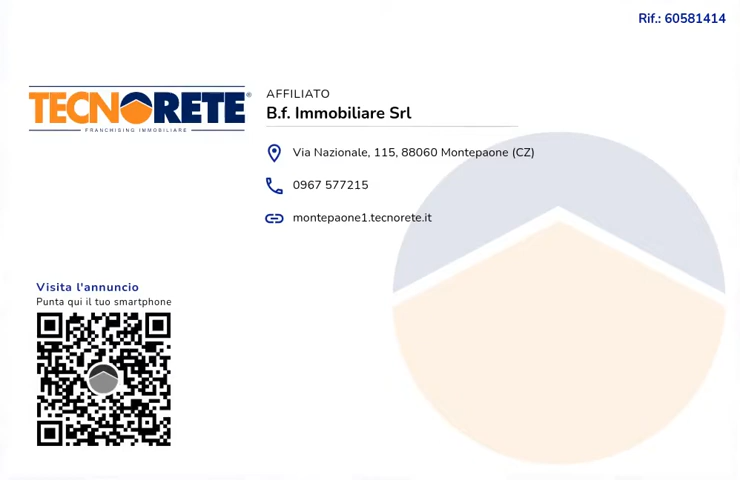 Rif.: 60581414
TECNORETE®
FRANCHISING IMMOBILIARE
AFFILIATO
B.f. Immobiliare Srl
Via Nazionale, 115, 88060 Montepaone (CZ)
0967 577215
montepaone1.tecnorete.it
Visita l'annuncio
Punta qui il tuo smartphone